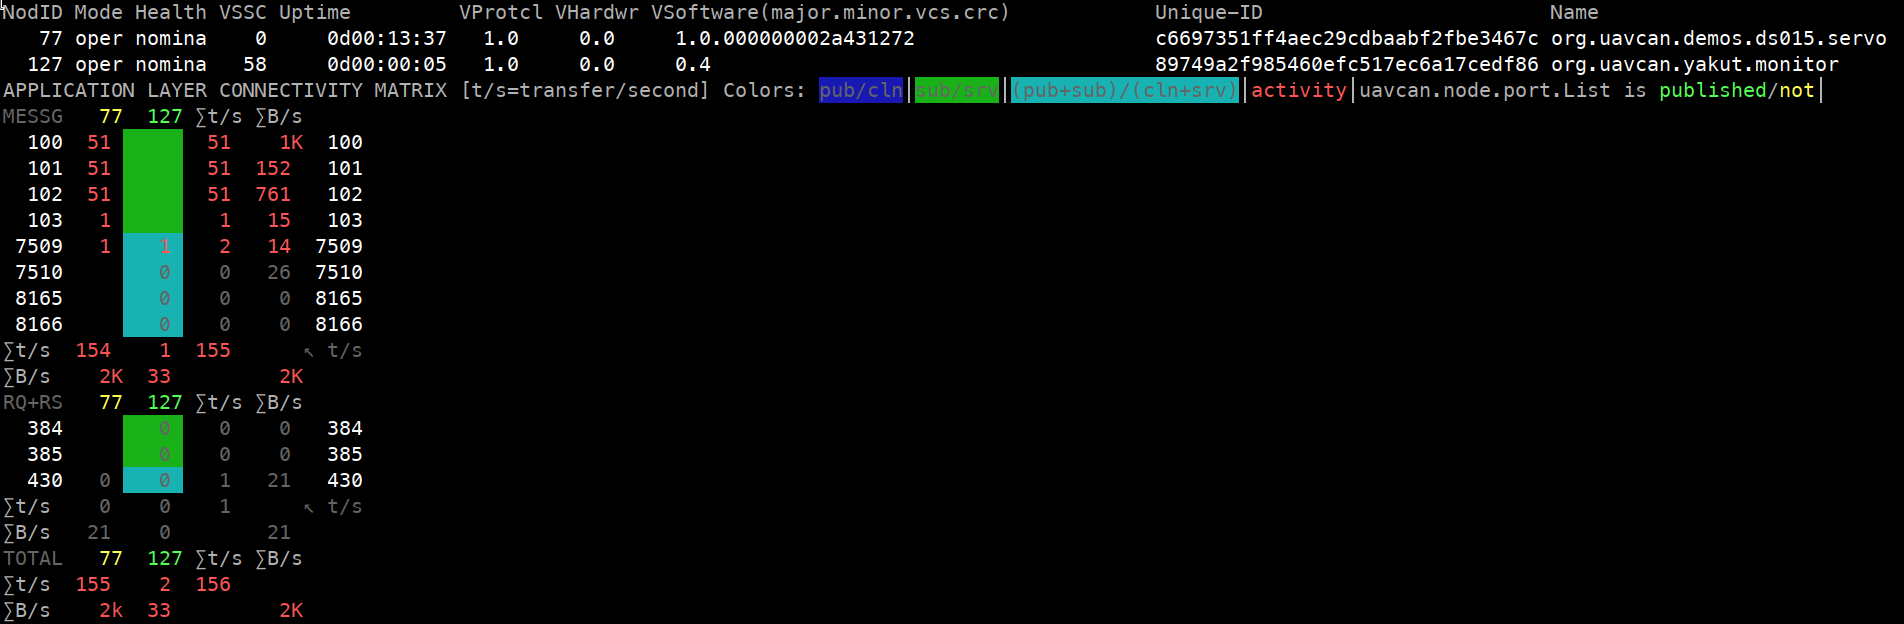 NodID Mode Health VSSC Uptime VProtcl VHardwr VSoftware(major.minor.vcs.crc) Unique-ID Name
77 oper nomina 0 0d00:13:37 1.0 0.0 1.0.000000002a431272 c6697351ff4aec29cdbaabf2fbe3467c org.uavcan.demos.ds015.servo
127 oper nomina 58 0d00:00:05 1.0 0.0 0.4 89749a2f985460efc517ec6a17cedf86 org.uavcan.yakut.monitor
APPLICATION LAYER CONNECTIVITY MATRIX [t/s=transfer/second] Colors: pub/cln│sub/srv│(pub+sub)/(cln+srv)│activity│uavcan.node.port.List is published/not│
MESSG 77 127 ∑t/s ∑B/s
100 51 51 1K 100
101 51 51 152 101
102 51 51 761 102
103 1 1 15 103
7509 1 1 2 14 7509
7510 0 0 26 7510
8165 0 0 0 8165
8166 0 0 0 8166
∑t/s 154 1 155 ↖ t/s
∑B/s 2K 33 2K
RQ+RS 77 127 ∑t/s ∑B/s
384 0 0 0 384
385 0 0 0 385
430 0 0 1 21 430
∑t/s 0 0 1 ↖ t/s
∑B/s 21 0 21
TOTAL 77 127 ∑t/s ∑B/s
∑t/s 155 2 156
∑B/s 2k 33 2K